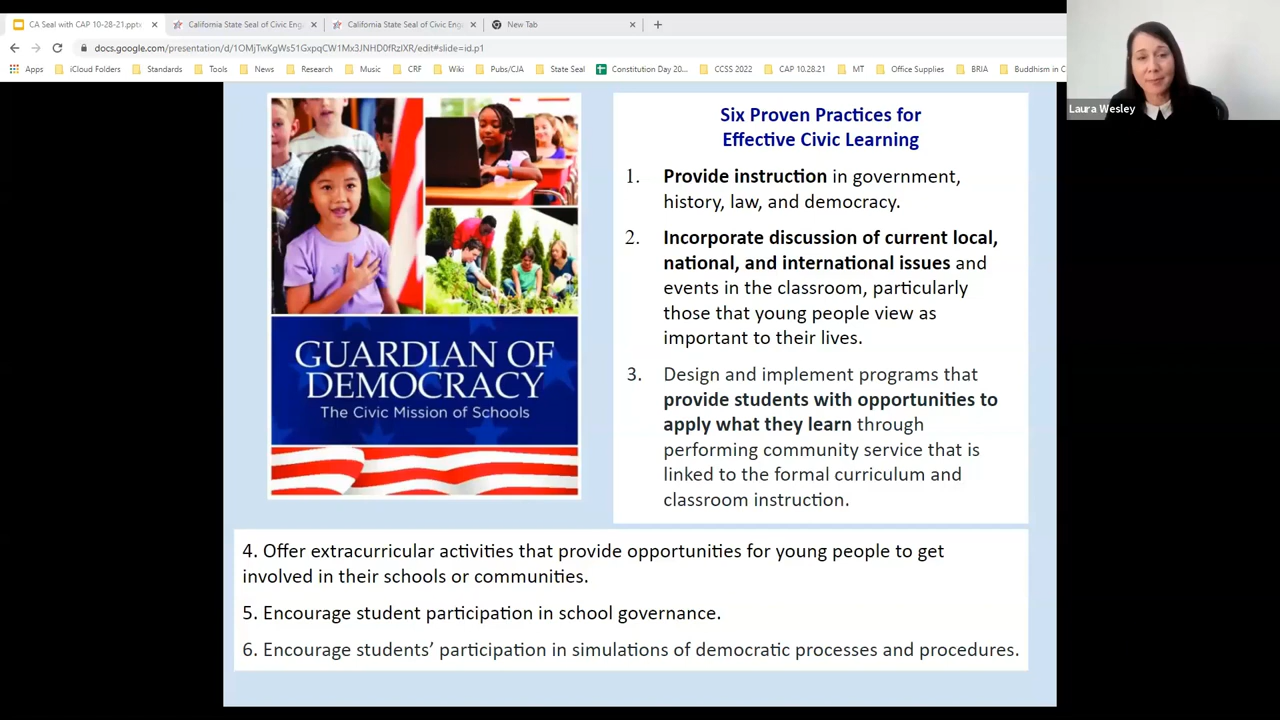 CA Seal with CAP 10-28-21.pptx
California State Seal of Civic Eng
California State Seal of Civic Eng
New Tab
docs.google.com/presentation/d/1OMjTwKgWs51GxpqCW1Mx3JNHD0fRzIXR/edit#slide=id.p1
Apps
iCloud Folders
Standards
Tools
News
Research
Music
CRF
Wiki
Pubs/CJA
State Seal
Constitution Day 20...
CCSS 2022
CAP 10.28.21
MT
Office Supplies
BRIA
Buddhism in C
Laura Wesley
GUARDIAN OF
DEMOCRACY
The Civic Mission of Schools
Six Proven Practices for
Effective Civic Learning
1. Provide instruction in government,
history, law, and democracy.
2. Incorporate discussion of current local,
national, and international issues and
events in the classroom, particularly
those that young people view as
important to their lives.
3. Design and implement programs that
provide students with opportunities to
apply what they learn through
performing community service that is
linked to the formal curriculum and
classroom instruction.
4. Offer extracurricular activities that provide opportunities for young people to get
involved in their schools or communities.
5. Encourage student participation in school governance.
6. Encourage students’ participation in simulations of democratic processes and procedures.